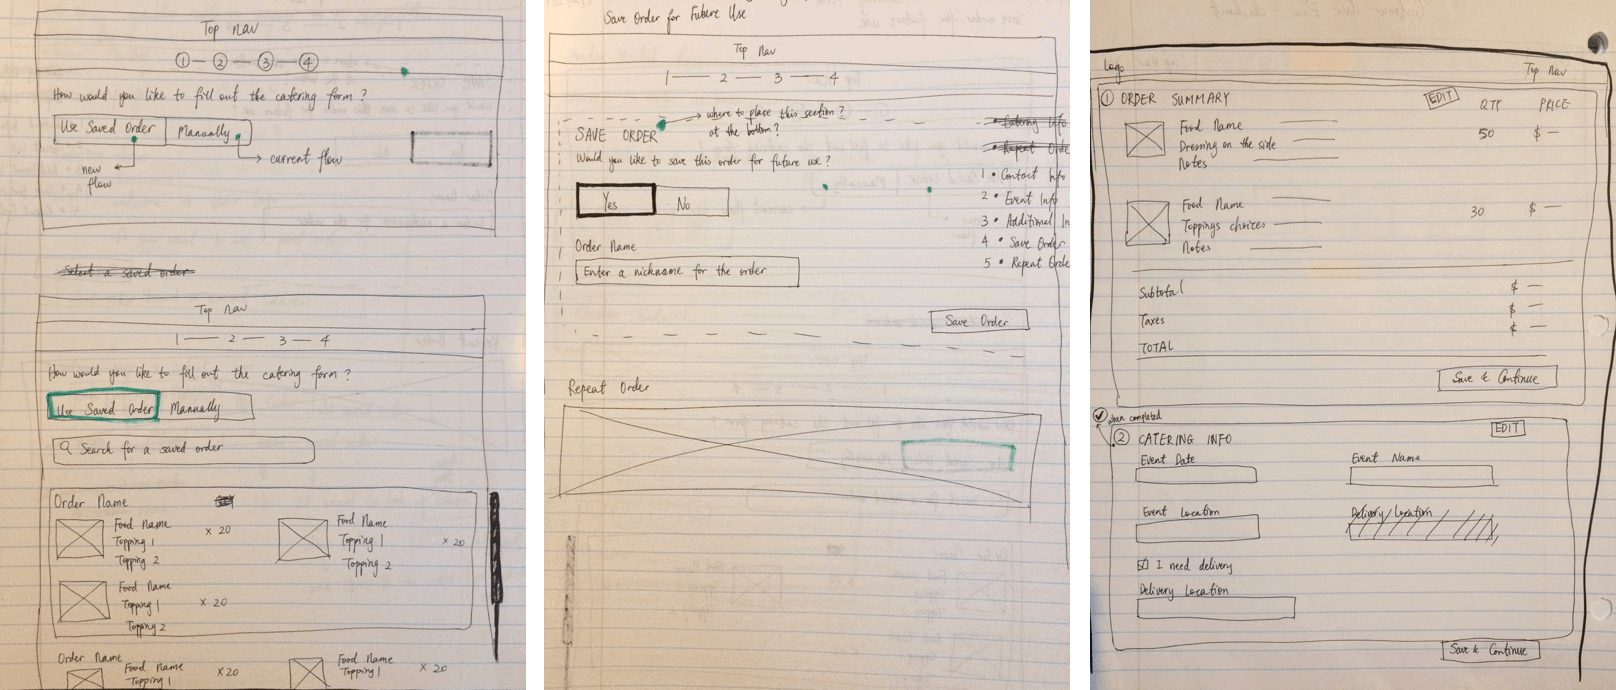 Top Nav
1 2 3 4
How would you like to fill out the catering form ?
Use Saved Order Manually
new flow
current flow
Select a saved order
Top Nav
1 2 3 4
How would you like to fill out the catering form ?
Use Saved Order Manually
Search for a saved order
Order Name
Food Name x 20
Topping 1
Topping 2
Food Name
Topping 1 x 20
Topping 2
Food Name
Topping 1 x 20
Topping 2
Order Name
Food Name x 20
Topping 1
Food Name x 20
Topping 1
Save Order for Future Use
Top Nav
1 2 3 4
where to place this section ?
at the bottom ?
SAVE ORDER
Would you like to save this order for future use ?
Yes No
Order Name
Enter a nickname for the order
Save Order
• Catering Info
• Repeat Orde
1 • Contact Info
2 • Event Info
3 • Additional In
4 • Save Order
5 • Repeat Orde
Repeat Order
Logo Top Nav
1 ORDER SUMMARY EDIT QTY PRICE
Food Name 50 $ —
Dressing on the side
Notes
Food Name 30 $ —
Toppings choices
Notes
Subtotal $ —
Taxes $ —
TOTAL $ —
Save & Continue
when completed
2 CATERING INFO EDIT
Event Date Event Name
Event Location Delivery Location
I need delivery
Delivery Location
Save & Continue